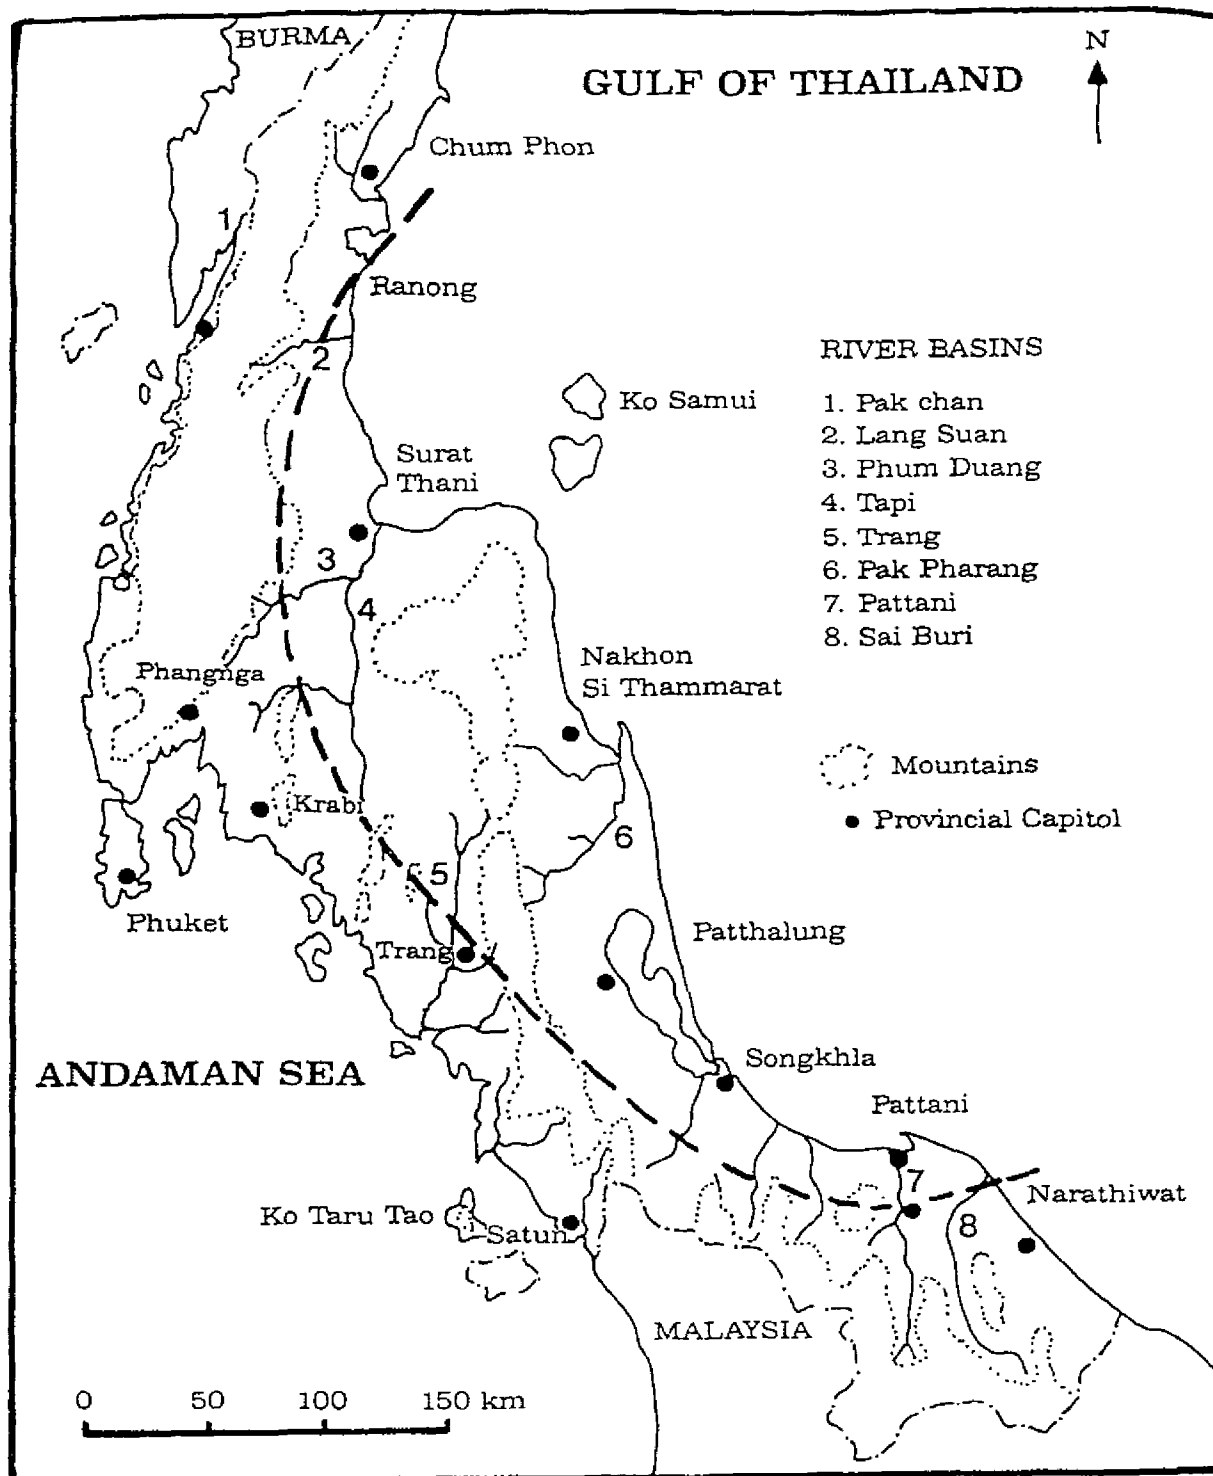 BURMA
N
GULF OF THAILAND
Chum Phon
1
Ranong
2
RIVER BASINS
1. Pak chan
2. Lang Suan
3. Phum Duang
4. Tapi
5. Trang
6. Pak Pharang
7. Pattani
8. Sai Buri
Ko Samui
Surat
Thani
3
4
Nakhon
Si Thammarat
Phangnga
Mountains
Provincial Capitol
Krabi
6
5
Phuket
Trang
Patthalung
ANDAMAN SEA
Songkhla
Pattani
7
Narathiwat
8
Ko Taru Tao
Satun
MALAYSIA
0 50 100 150 km